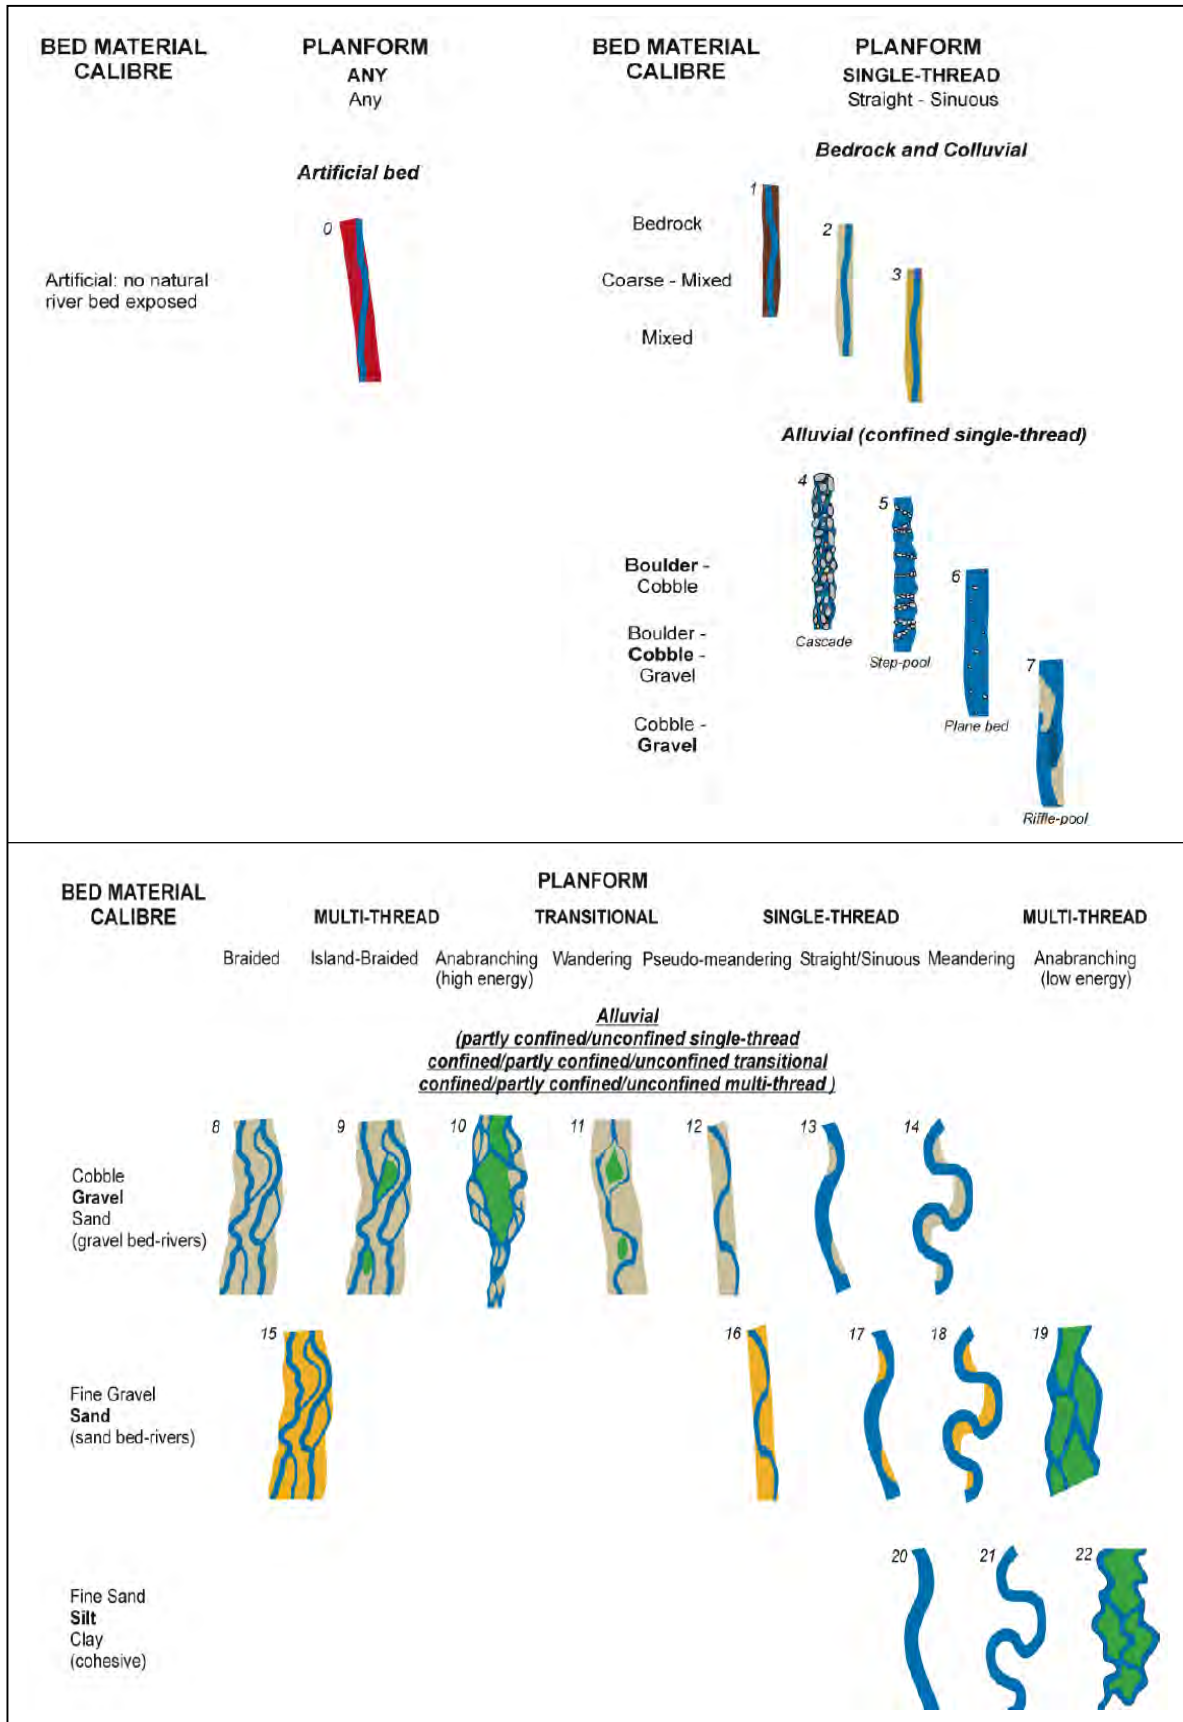 BED MATERIAL
CALIBRE
PLANFORM
ANY
Any
Artificial bed
0
Artificial: no natural
river bed exposed
BED MATERIAL
CALIBRE
PLANFORM
SINGLE-THREAD
Straight - Sinuous
Bedrock and Colluvial
1
Bedrock
2
Coarse - Mixed
3
Mixed
Alluvial (confined single-thread)
4
5
Boulder -
Cobble
6
Boulder -
Cobble -
Gravel
Cascade
Step-pool
7
Cobble -
Gravel
Plane bed
Riffle-pool
BED MATERIAL
CALIBRE
PLANFORM
MULTI-THREAD
TRANSITIONAL
SINGLE-THREAD
MULTI-THREAD
Braided
Island-Braided
Anabranching
(high energy)
Wandering
Pseudo-meandering
Straight/Sinuous
Meandering
Anabranching
(low energy)
Alluvial
(partly confined/unconfined single-thread
confined/partly confined/unconfined transitional
confined/partly confined/unconfined multi-thread )
8
9
10
11
12
13
14
Cobble
Gravel
Sand
(gravel bed-rivers)
15
16
17
18
19
Fine Gravel
Sand
(sand bed-rivers)
20
21
22
Fine Sand
Silt
Clay
(cohesive)